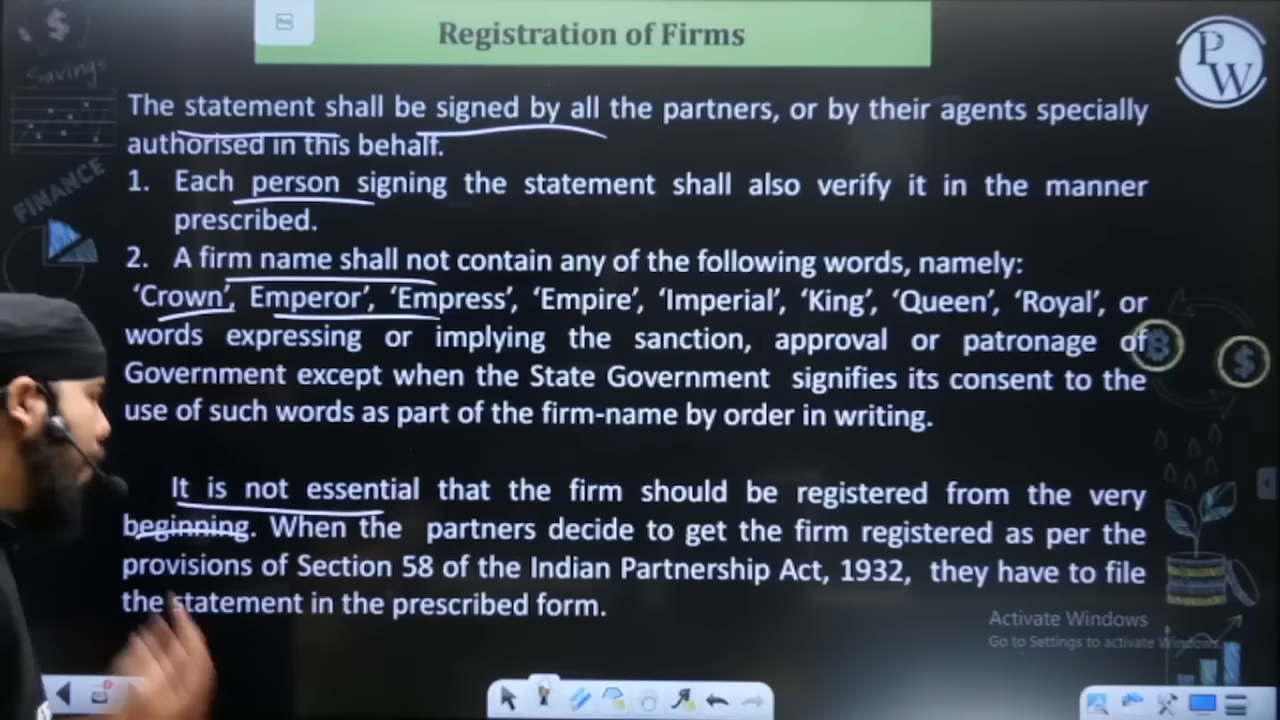 Registration of Firms
P
W
Savings
FINANCE
The statement shall be signed by all the partners, or by their agents specially
authorised in this behalf.
1. Each person signing the statement shall also verify it in the manner
prescribed.
2. A firm name shall not contain any of the following words, namely:
‘Crown’, Emperor’, ‘Empress’, ‘Empire’, ‘Imperial’, ‘King’, ‘Queen’, ‘Royal’, or
words expressing or implying the sanction, approval or patronage of
Government except when the State Government signifies its consent to the
use of such words as part of the firm-name by order in writing.
It is not essential that the firm should be registered from the very
beginning. When the partners decide to get the firm registered as per the
provisions of Section 58 of the Indian Partnership Act, 1932, they have to file
the statement in the prescribed form.
Activate Windows
Go to Settings to activate Windows.